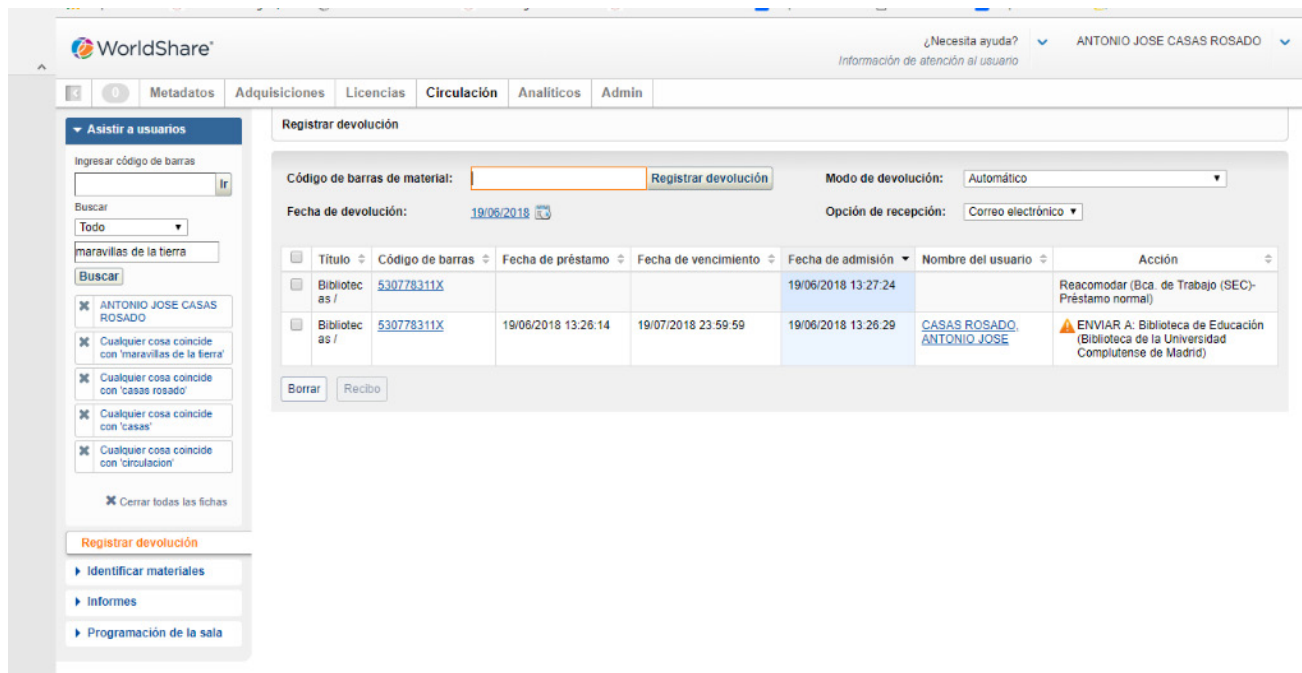 WorldShare®
¿Necesita ayuda?
ANTONIO JOSE CASAS ROSADO
Información de atención al usuario
0
Metadatos
Adquisiciones
Licencias
Circulación
Analíticos
Admin
Asistir a usuarios
Ingresar código de barras
Ir
Buscar
Todo
maravillas de la tierra
Buscar
ANTONIO JOSE CASAS
ROSADO
Cualquier cosa coincide
con 'maravillas de la tierra'
Cualquier cosa coincide
con 'casas rosado'
Cualquier cosa coincide
con 'casas'
Cualquier cosa coincide
con 'circulacion'
Cerrar todas las fichas
Registrar devolución
Identificar materiales
Informes
Programación de la sala
Registrar devolución
Código de barras de material:
Registrar devolución
Modo de devolución:
Automático
Fecha de devolución:
19/06/2018
Opción de recepción:
Correo electrónico
Título
Código de barras
Fecha de préstamo
Fecha de vencimiento
Fecha de admisión
Nombre del usuario
Acción
Bibliotec
as /
530778311X
19/06/2018 13:27:24
Reacomodar (Bca. de Trabajo (SEC)-
Préstamo normal)
Bibliotec
as /
530778311X
19/06/2018 13:26:14
19/07/2018 23:59:59
19/06/2018 13:26:29
CASAS ROSADO,
ANTONIO JOSE
ENVIAR A: Biblioteca de Educación
(Biblioteca de la Universidad
Complutense de Madrid)
Borrar
Recibo